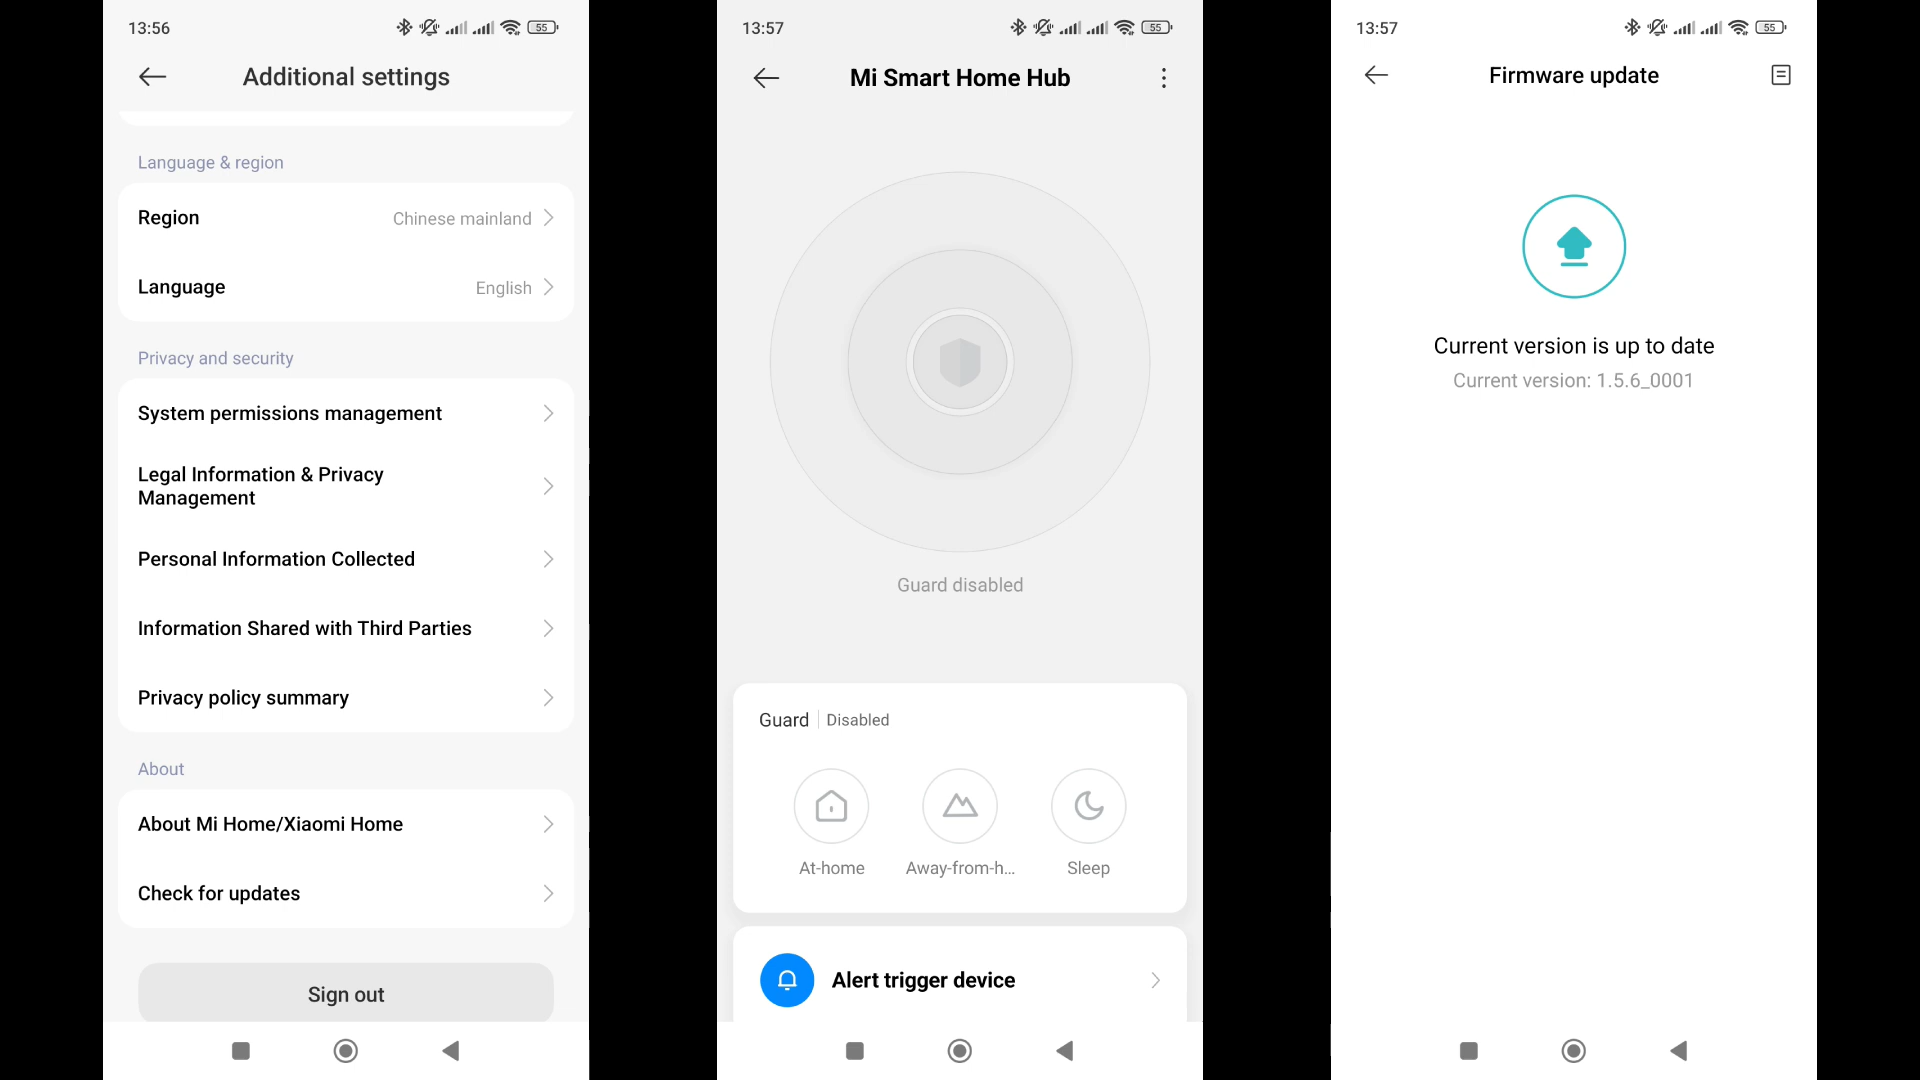 13:56
55
Additional settings
Language & region
Region
Chinese mainland
Language
English
Privacy and security
System permissions management
Legal Information & Privacy
Management
Personal Information Collected
Information Shared with Third Parties
Privacy policy summary
About
About Mi Home/Xiaomi Home
Check for updates
Sign out
13:57
55
Mi Smart Home Hub
Guard disabled
Guard
Disabled
At-home
Away-from-h...
Sleep
Alert trigger device
13:57
55
Firmware update
Current version is up to date
Current version: 1.5.6_0001